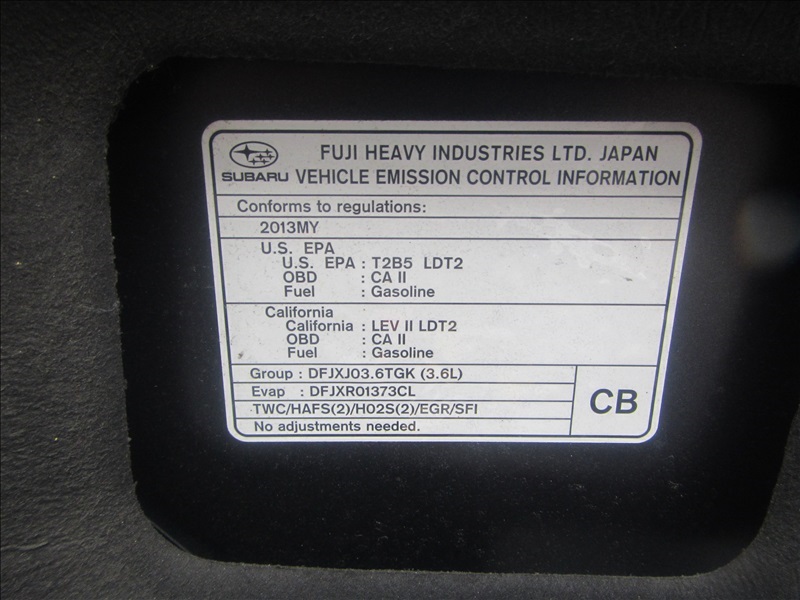 SUBARU
FUJI HEAVY INDUSTRIES LTD. JAPAN
VEHICLE EMISSION CONTROL INFORMATION
Conforms to regulations:
2013MY
U.S. EPA
U.S. EPA : T2B5 LDT2
OBD : CA II
Fuel : Gasoline
California
California : LEV II LDT2
OBD : CA II
Fuel : Gasoline
Group : DFJXJ03.6TGK (3.6L)
Evap : DFJXR01373CL
TWC/HAFS(2)/H02S(2)/EGR/SFI
No adjustments needed.
CB